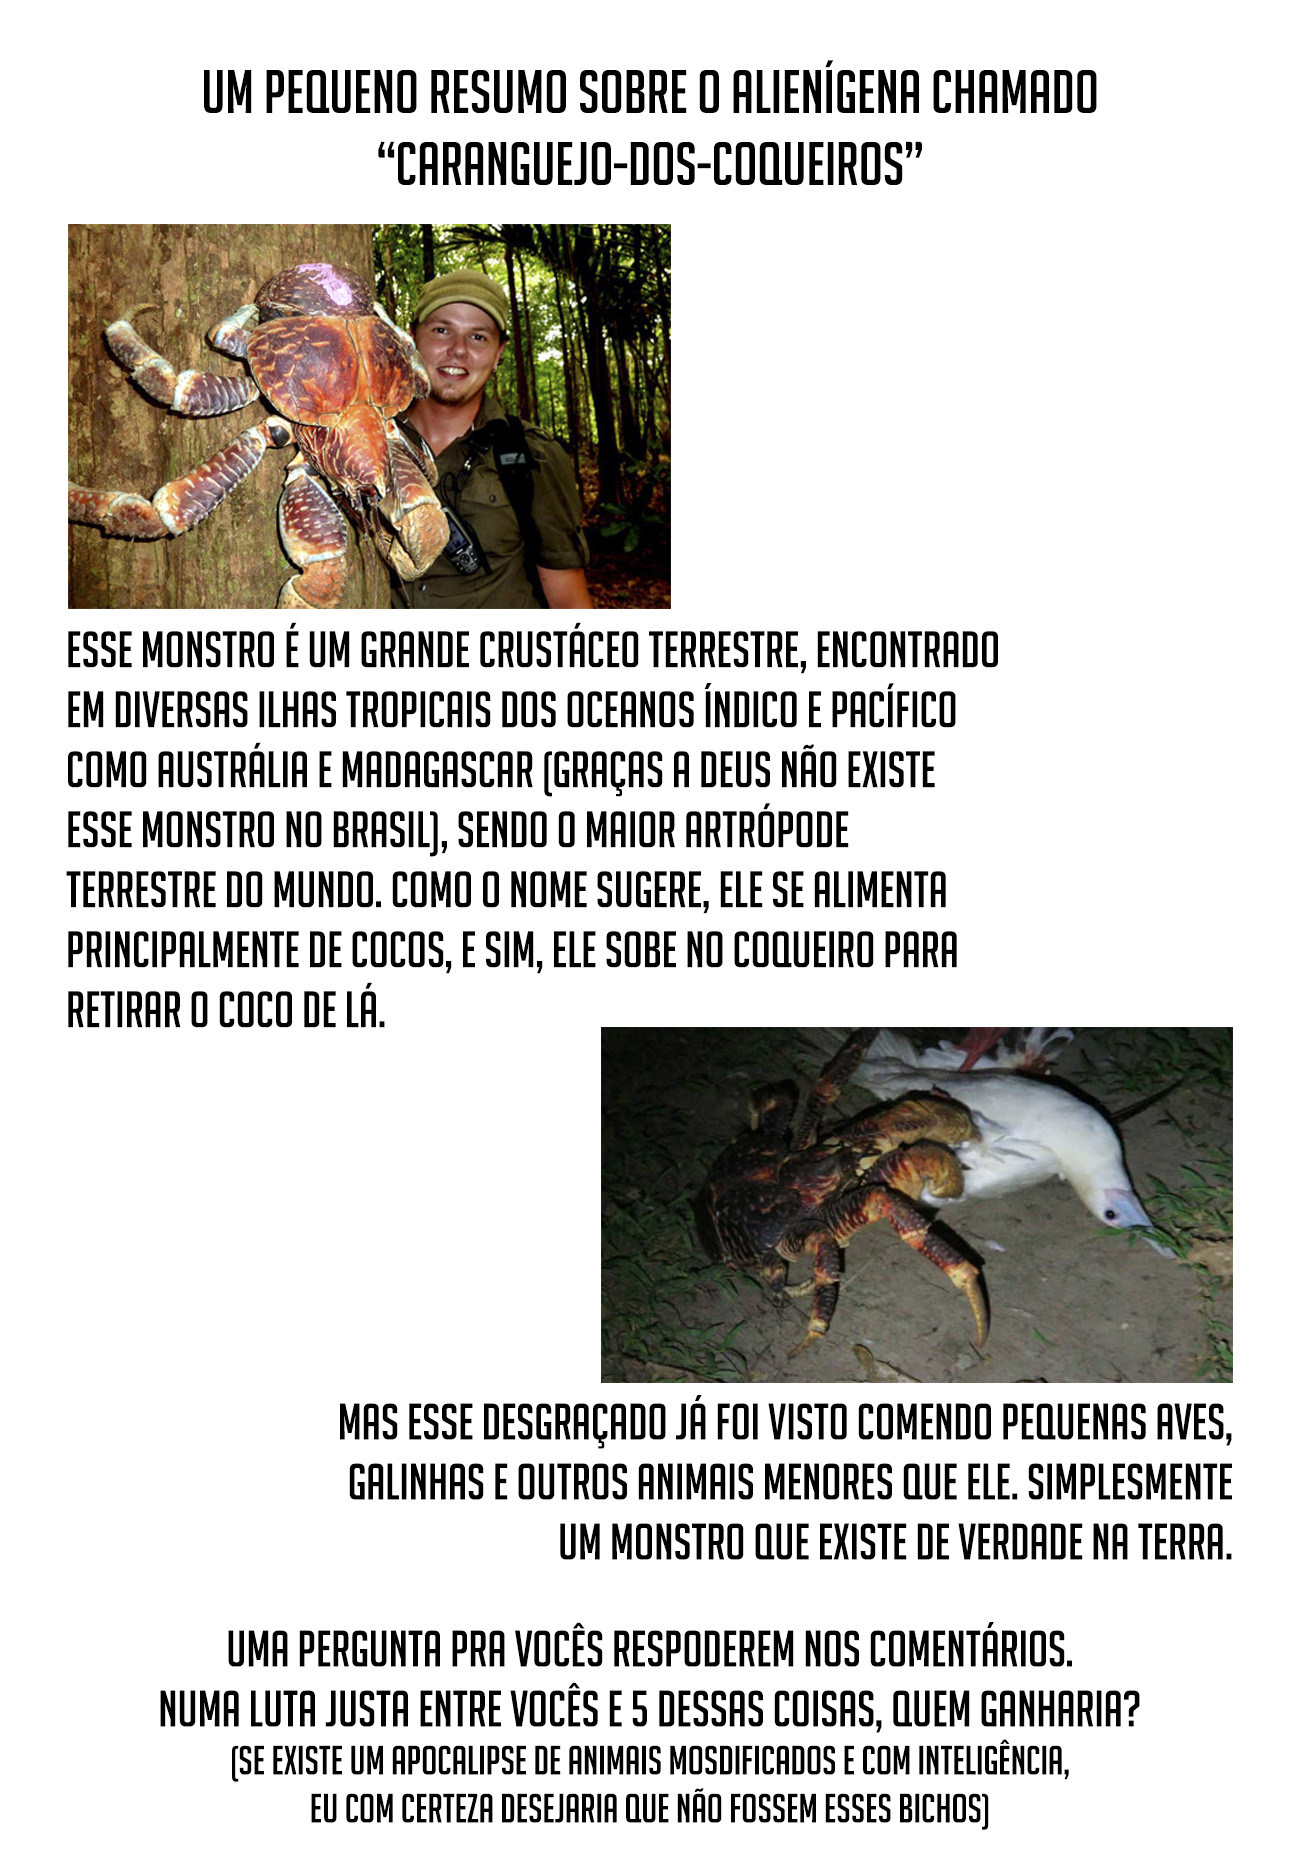 UM PEQUENO RESUMO SOBRE O ALIENÍGENA CHAMADO
“CARANGUEJO-DOS-COQUEIROS”
ESSE MONSTRO É UM GRANDE CRUSTÁCEO TERRESTRE, ENCONTRADO
EM DIVERSAS ILHAS TROPICAIS DOS OCEANOS ÍNDICO E PACÍFICO
COMO AUSTRÁLIA E MADAGASCAR (GRAÇAS A DEUS NÃO EXISTE
ESSE MONSTRO NO BRASIL), SENDO O MAIOR ARTRÓPODE
TERRESTRE DO MUNDO. COMO O NOME SUGERE, ELE SE ALIMENTA
PRINCIPALMENTE DE COCOS, E SIM, ELE SOBE NO COQUEIRO PARA
RETIRAR O COCO DE LÁ.
MAS ESSE DESGRAÇADO JÁ FOI VISTO COMENDO PEQUENAS AVES,
GALINHAS E OUTROS ANIMAIS MENORES QUE ELE. SIMPLESMENTE
UM MONSTRO QUE EXISTE DE VERDADE NA TERRA.
UMA PERGUNTA PRA VOCÊS RESPODEREM NOS COMENTÁRIOS.
NUMA LUTA JUSTA ENTRE VOCÊS E 5 DESSAS COISAS, QUEM GANHARIA?
(SE EXISTE UM APOCALIPSE DE ANIMAIS MOSDIFICADOS E COM INTELIGÊNCIA,
EU COM CERTEZA DESEJARIA QUE NÃO FOSSEM ESSES BICHOS)